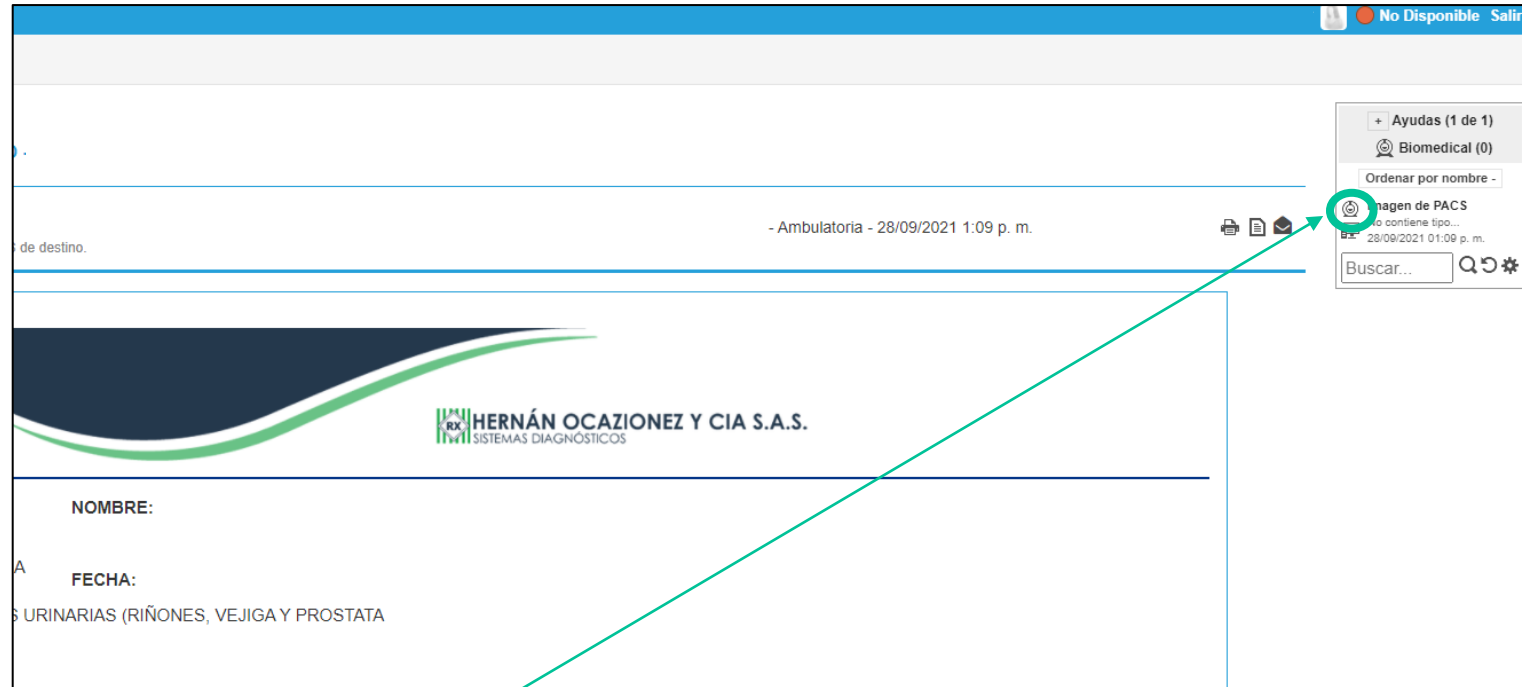 No Disponible Salir
+ Ayudas (1 de 1)
Biomedical (0)
Ordenar por nombre -
Imagen de PACS
No contiene tipo...
28/09/2021 01:09 p. m.
Buscar...
- Ambulatoria - 28/09/2021 1:09 p. m.
de destino.
RX HERNÁN OCAZIONEZ Y CIA S.A.S.
SISTEMAS DIAGNÓSTICOS
NOMBRE:
A
FECHA:
S URINARIAS (RIÑONES, VEJIGA Y PROSTATA